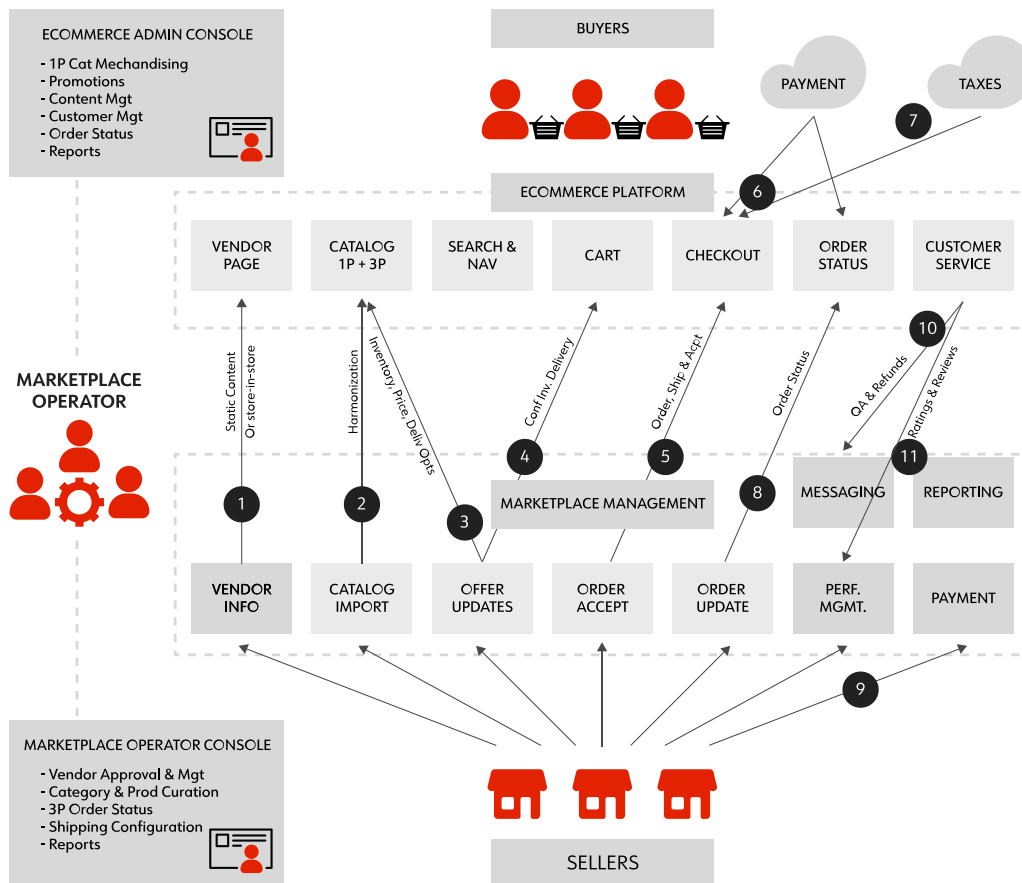 ECOMMERCE ADMIN CONSOLE
- 1P Cat Mechandising
- Promotions
- Content Mgt
- Customer Mgt
- Order Status
- Reports
BUYERS
PAYMENT
TAXES
7
6
ECOMMERCE PLATFORM
VENDOR
PAGE
CATALOG
1P + 3P
SEARCH &
NAV
CART
CHECKOUT
ORDER
STATUS
CUSTOMER
SERVICE
MARKETPLACE
OPERATOR
Static Content
Or store-in-store
Harmonization
Inventory, Price, Deliv Opts
Conf Inv. Delivery
Order, Ship & Acpt
Order Status
QA & Refunds
Ratings & Reviews
10
1
2
3
4
5
8
11
MARKETPLACE MANAGEMENT
MESSAGING
REPORTING
VENDOR
INFO
CATALOG
IMPORT
OFFER
UPDATES
ORDER
ACCEPT
ORDER
UPDATE
PERF.
MGMT.
PAYMENT
9
MARKETPLACE OPERATOR CONSOLE
- Vendor Approval & Mgt
- Category & Prod Curation
- 3P Order Status
- Shipping Configuration
- Reports
SELLERS